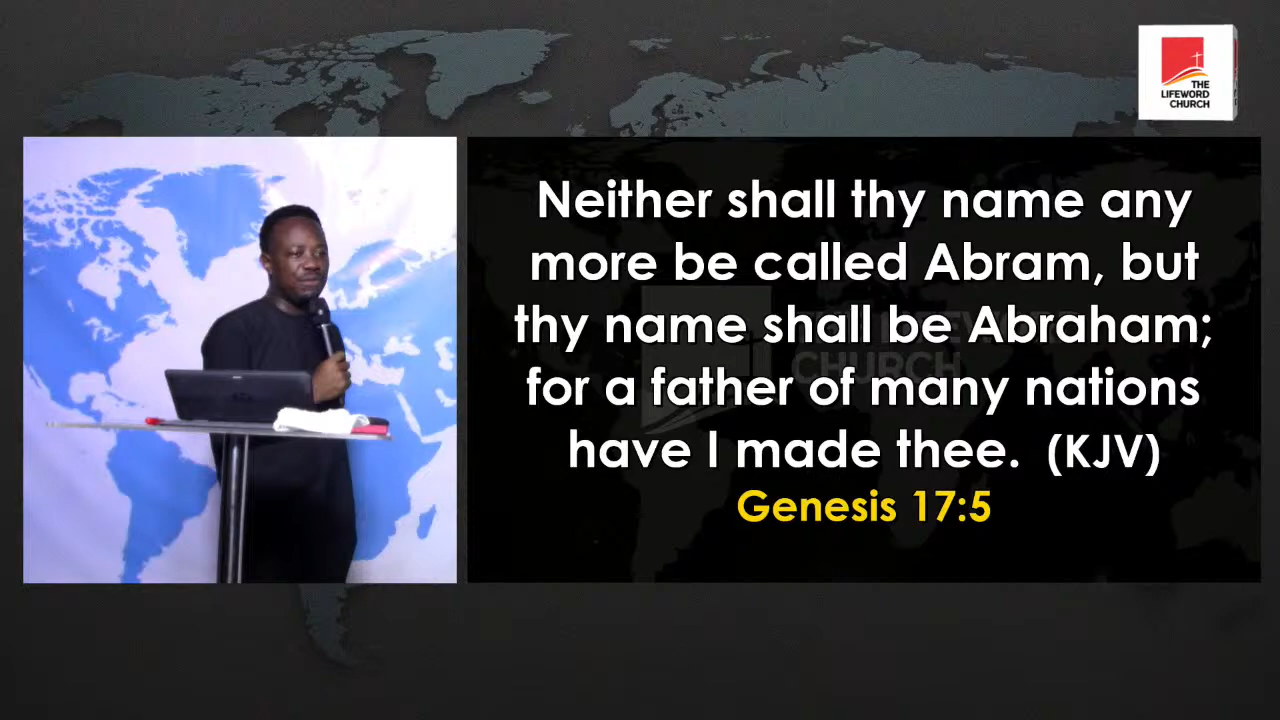 THE
LIFEWORD
CHURCH
Neither shall thy name any
more be called Abram, but
thy name shall be Abraham;
for a father of many nations
have I made thee. (KJV)
Genesis 17:5